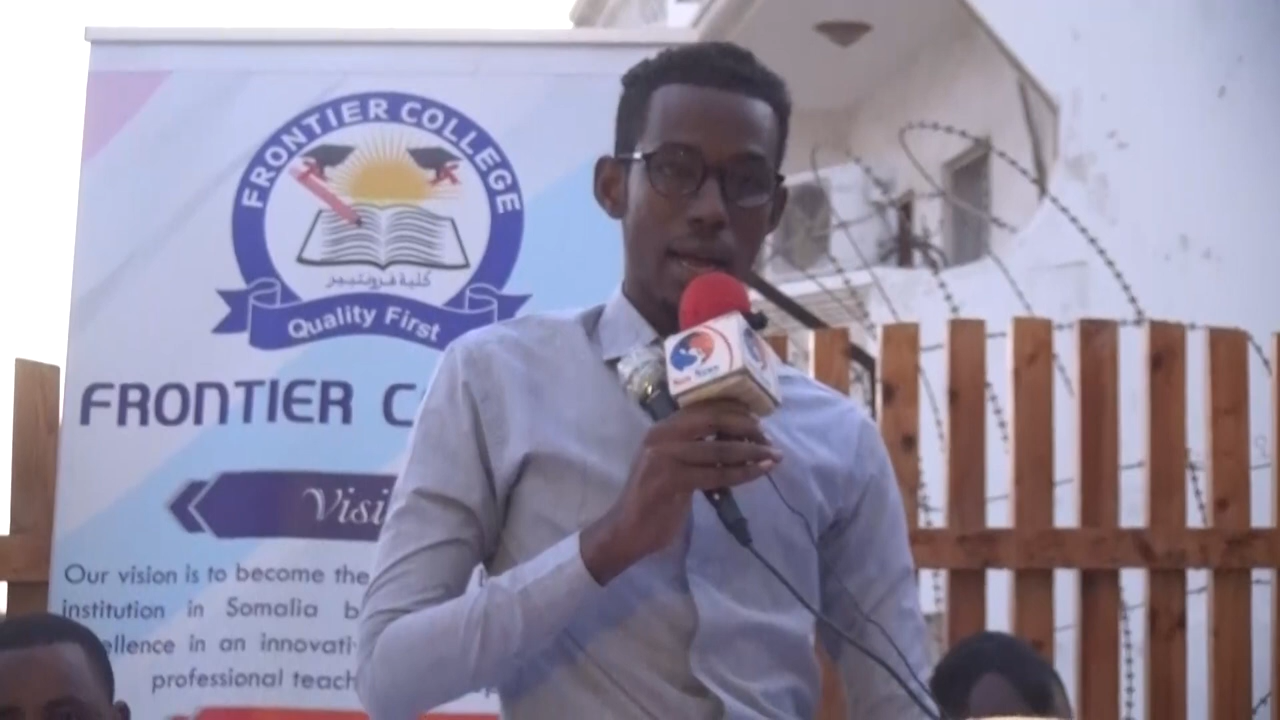 FRONTIER COLLEGE
كلية فرونتيير
Quality First
FRONTIER C
Visi
Our vision is to become the
institution in Somalia b
ellence in an innovati
professional teach